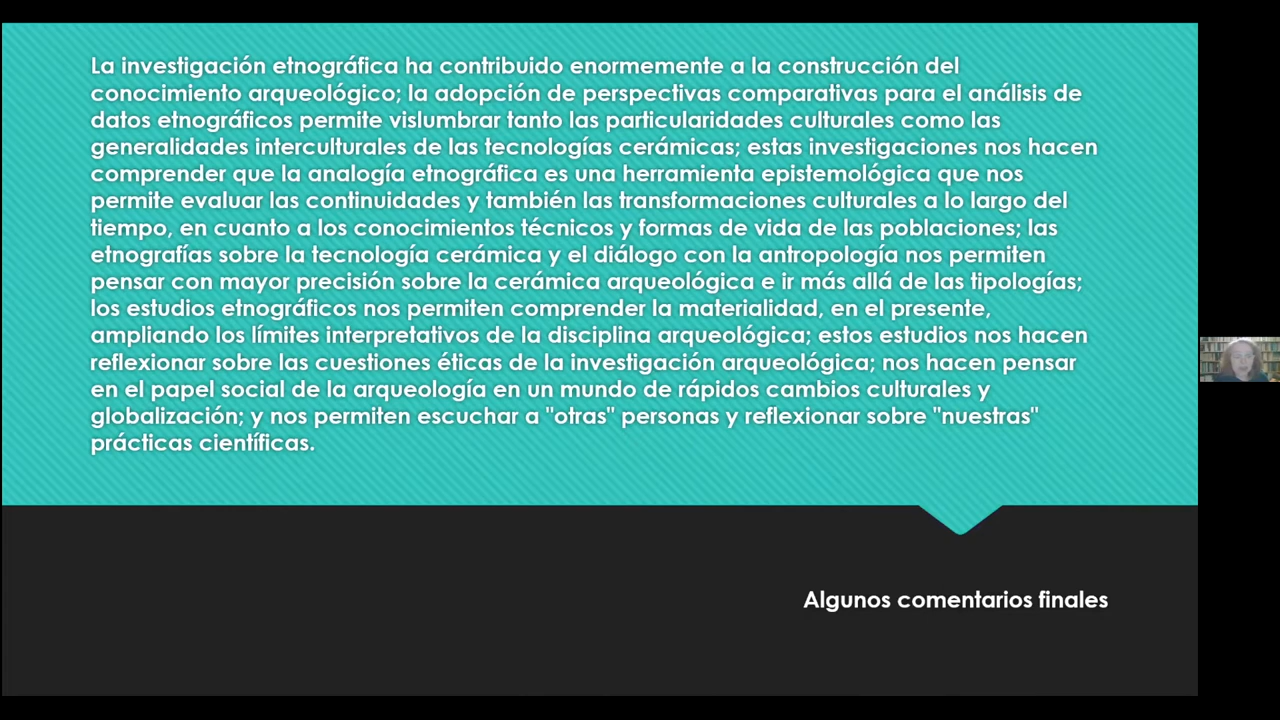 La investigación etnográfica ha contribuido enormemente a la construcción del
conocimiento arqueológico; la adopción de perspectivas comparativas para el análisis de
datos etnográficos permite vislumbrar tanto las particularidades culturales como las
generalidades interculturales de las tecnologías cerámicas; estas investigaciones nos hacen
comprender que la analogía etnográfica es una herramienta epistemológica que nos
permite evaluar las continuidades y también las transformaciones culturales a lo largo del
tiempo, en cuanto a los conocimientos técnicos y formas de vida de las poblaciones; las
etnografías sobre la tecnología cerámica y el diálogo con la antropología nos permiten
pensar con mayor precisión sobre la cerámica arqueológica e ir más allá de las tipologías;
los estudios etnográficos nos permiten comprender la materialidad, en el presente,
ampliando los límites interpretativos de la disciplina arqueológica; estos estudios nos hacen
reflexionar sobre las cuestiones éticas de la investigación arqueológica; nos hacen pensar
en el papel social de la arqueología en un mundo de rápidos cambios culturales y
globalización; y nos permiten escuchar a "otras" personas y reflexionar sobre "nuestras"
prácticas científicas.
Algunos comentarios finales